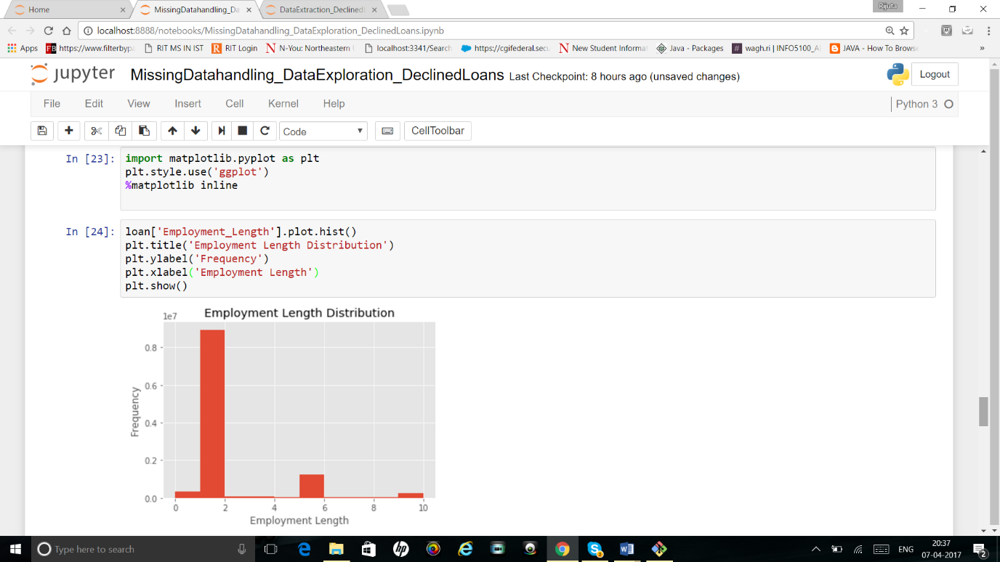 Home
MissingDatahandling_Da
DataExtraction_Declined
Rijuta
localhost:8888/notebooks/MissingDatahandling_DataExploration_DeclinedLoans.ipynb
Apps
FB https://www.filterbypa
RIT MS IN IST
R RIT Login
N N-You: Northeastern
localhost:3341/Search
https://cgifederal.secu
N New Student Informat
Java - Packages
# wagh.ri | INFO5100_A
JAVA - How To Browse
»
jupyter
MissingDatahandling_DataExploration_DeclinedLoans Last Checkpoint: 8 hours ago (unsaved changes)
Logout
File Edit View Insert Cell Kernel Help
Python 3
Code
CellToolbar
In [23]:
import matplotlib.pyplot as plt
plt.style.use('ggplot')
%matplotlib inline
In [24]:
loan['Employment_Length'].plot.hist()
plt.title('Employment Length Distribution')
plt.ylabel('Frequency')
plt.xlabel('Employment Length')
plt.show()
1e7
Employment Length Distribution
0.8
0.6
0.4
0.2
0.0
Frequency
0 2 4 6 8 10
Employment Length
Type here to search
hp
ENG
20:37
07-04-2017
2